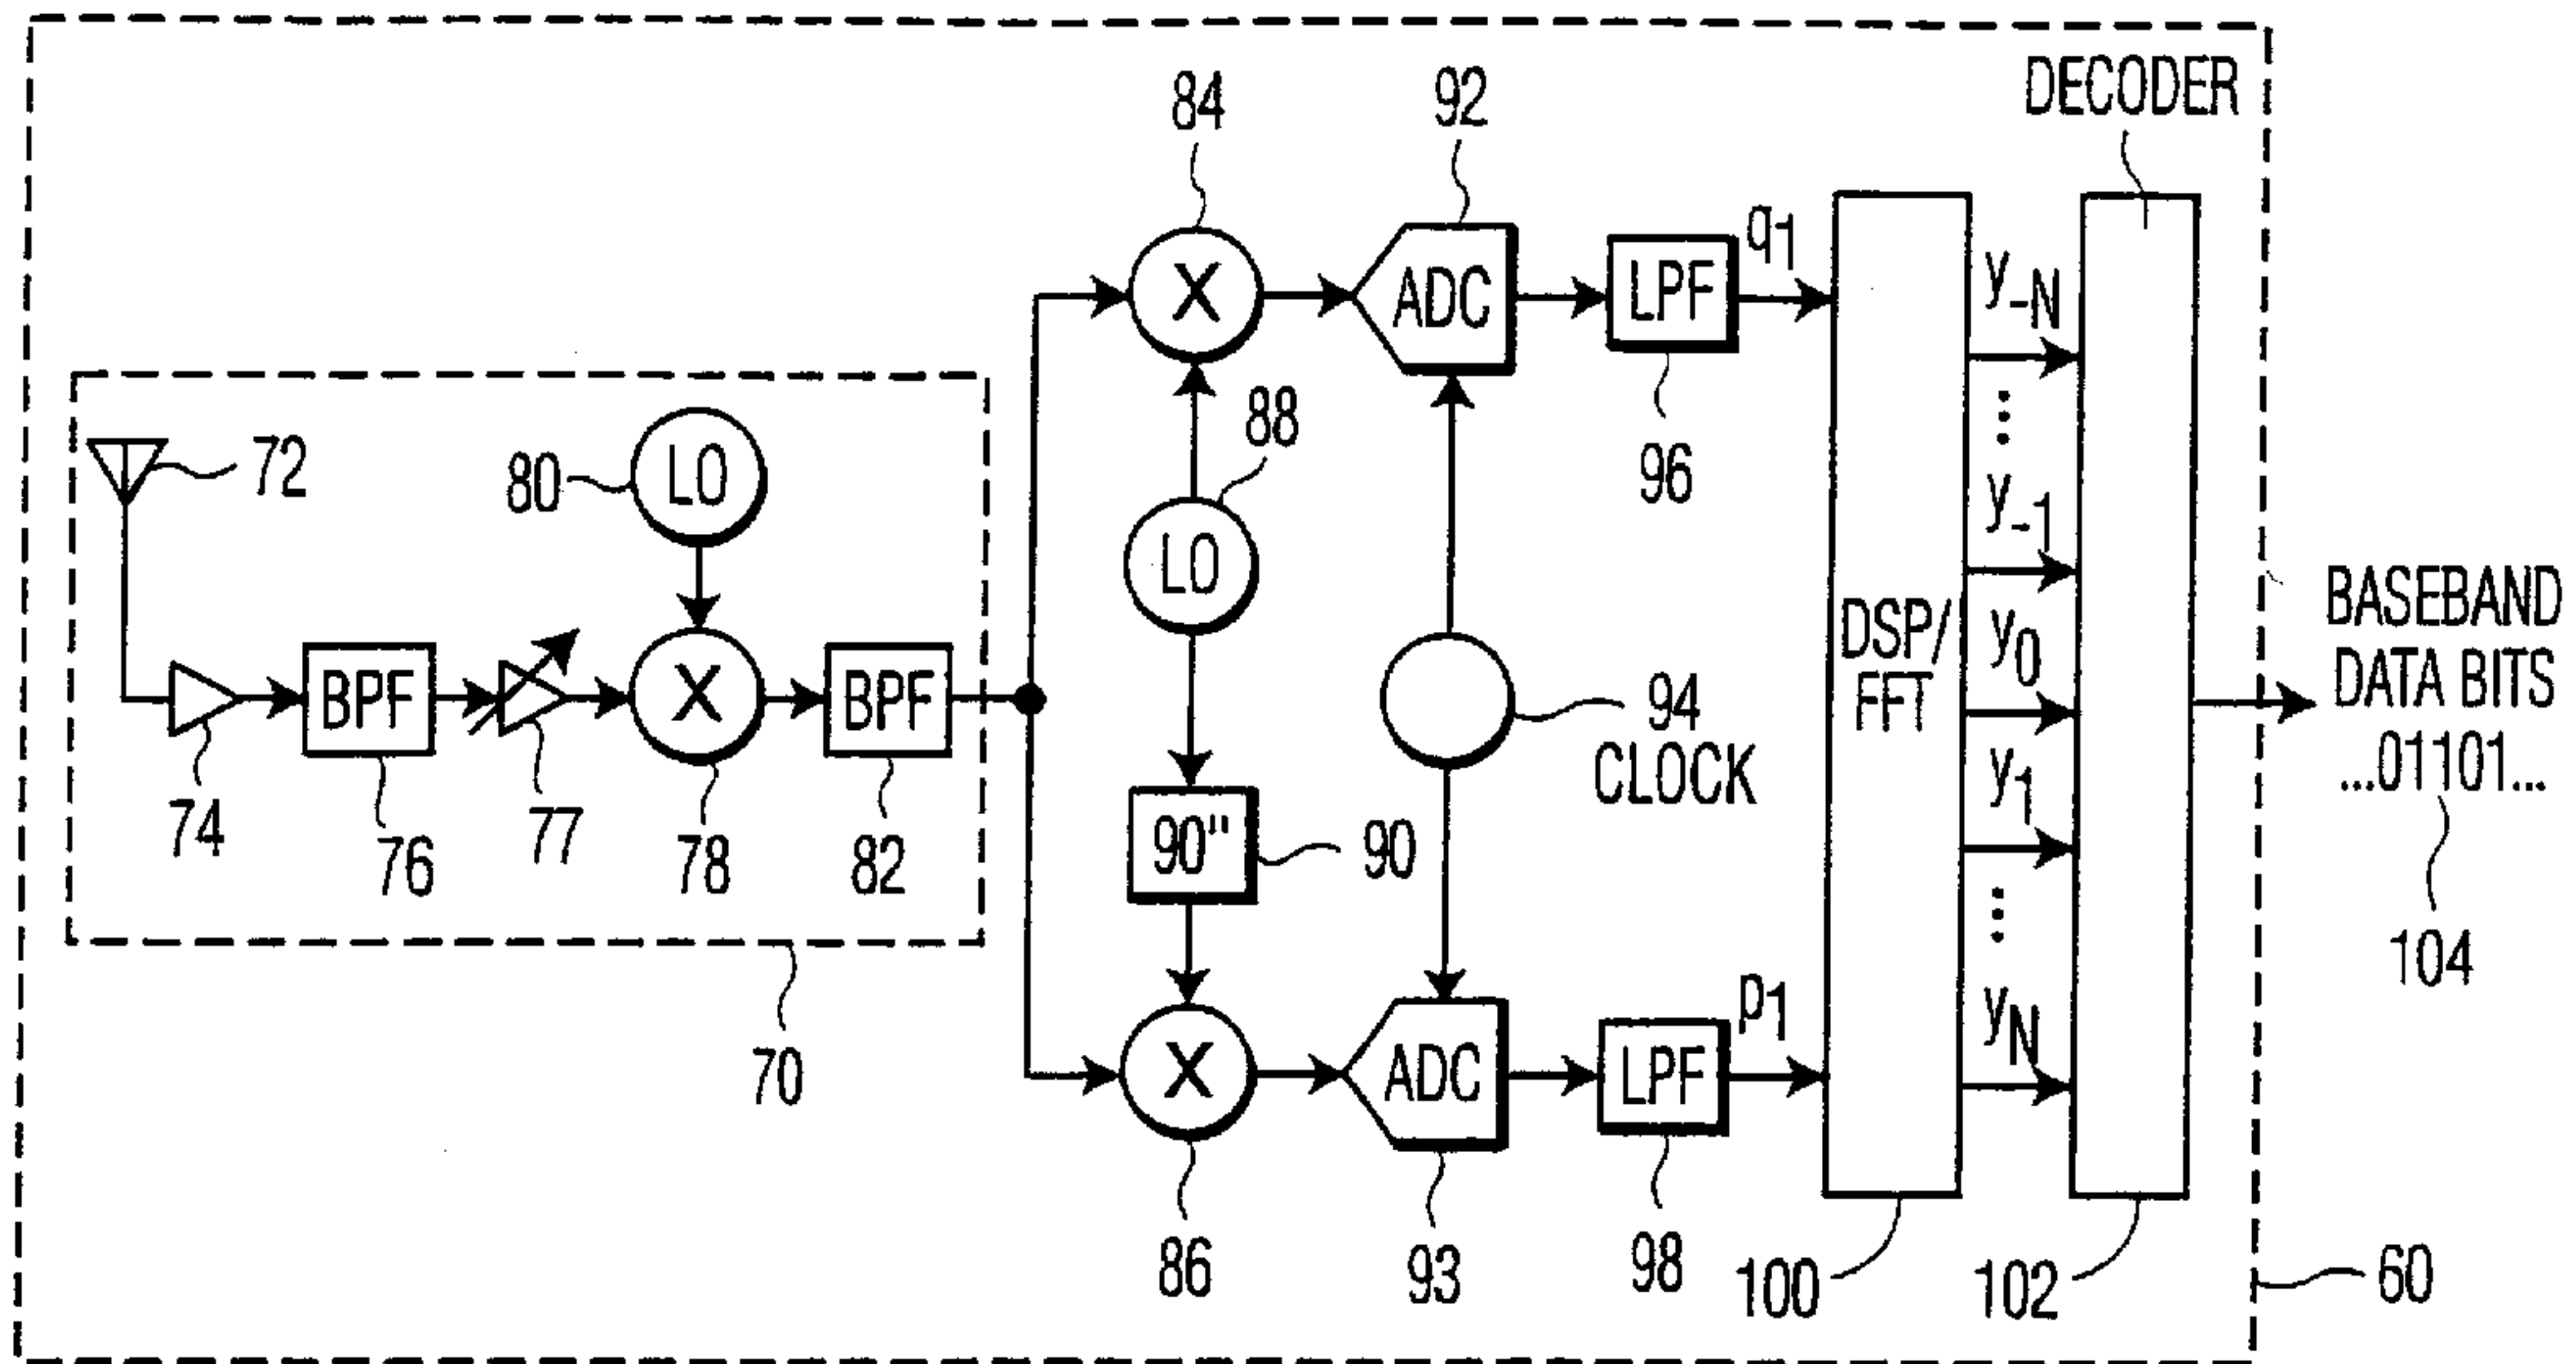 DECODER
84
92
X
ADC
LPF
q1
y-N
...
96
88
72
80
LO
LO
y-1
DSP/
FFT
y0
BASEBAND
DATA BITS
...01101...
BPF
X
BPF
94
CLOCK
y1
74
76
77
78
82
90"
90
...
104
70
X
ADC
LPF
p1
yN
86
93
98
100
102
60